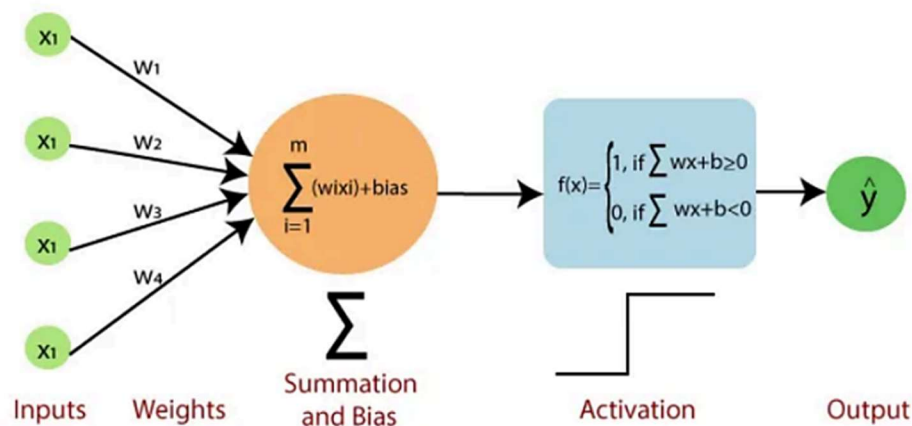 x1
w1
x1
w2
x1
w3
x1
w4
m
∑(wixi)+bias
i=1
∑
f(x)={1, if ∑ wx+b≥0
0, if ∑ wx+b<0
ŷ
Inputs
Weights
Summation
and Bias
Activation
Output